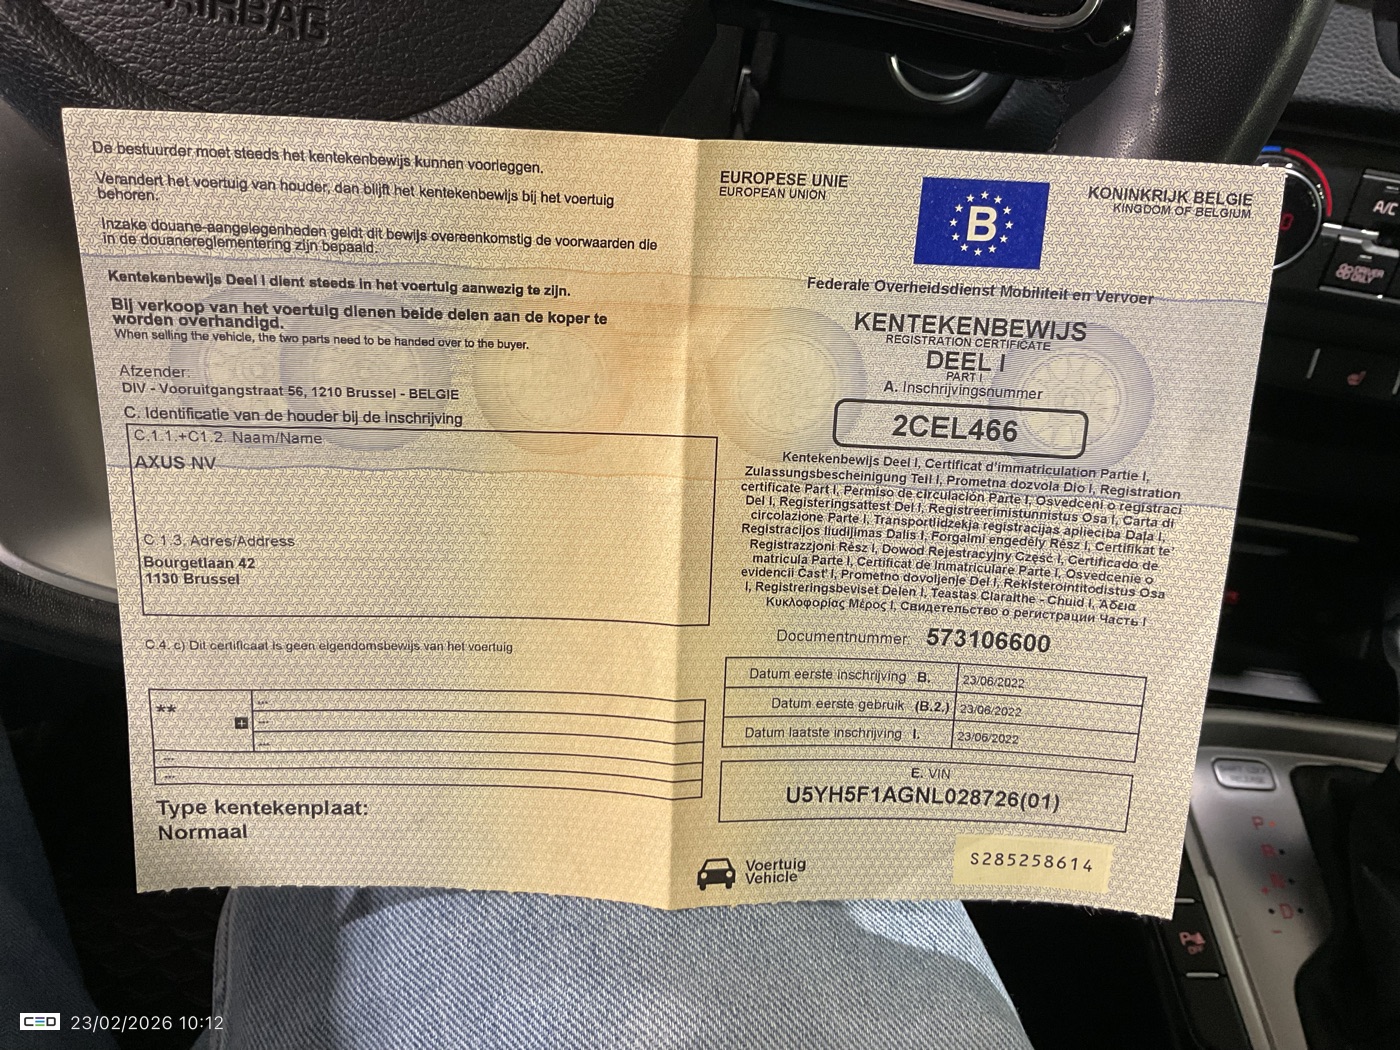 AIRBAG
De bestuurder moet steeds het kentekenbewijs kunnen voorleggen.
Verandert het voertuig van houder, dan blijft het kentekenbewijs bij het voertuig
behoren.
Inzake douane-aangelegenheden geldt dit bewijs overeenkomstig de voorwaarden die
in de douanereglementering zijn bepaald.
Kentekenbewijs Deel I dient steeds in het voertuig aanwezig te zijn.
Bij verkoop van het voertuig dienen beide delen aan de koper te
worden overhandigd.
When selling the vehicle, the two parts need to be handed over to the buyer.
Afzender:
DIV - Vooruitgangstraat 56, 1210 Brussel - BELGIE
C. Identificatie van de houder bij de inschrijving
C.1.1.+C1.2. Naam/Name
AXUS NV
C.1.3. Adres/Address
Bourgetlaan 42
1130 Brussel
C.4. c) Dit certificaat is geen eigendomsbewijs van het voertuig
**
---
---
---
---
---
Type kentekenplaat:
Normaal
EUROPESE UNIE
EUROPEAN UNION
B
KONINKRIJK BELGIE
KINGDOM OF BELGIUM
Federale Overheidsdienst Mobiliteit en Vervoer
KENTEKENBEWIJS
REGISTRATION CERTIFICATE
DEEL I
PART I
A. Inschrijvingsnummer
2CEL466
Kentekenbewijs Deel I, Certificat d'immatriculation Partie I,
Zulassungsbescheinigung Teil I, Prometna dozvola Dio I, Registration
certificate Part I, Permiso de circulación Parte I, Osvedceni o registraci
Del I, Registeringsattest Del I, Registreerimistunnistus Osa I, Carta di
circolazione Parte I, Transportlidzekja registracijas aplieciba Daļa I,
Registracijos liudijimas Dalis I, Forgalmi engedély Rész I, Certifikat ta'
Registrazzjoni Rész I, Dowod Rejestracyjny Część I, Certificado de
matricula Parte I, Certificat de Inmatriculare Parte I, Osvedcenie o
evidencii Časť I, Prometno dovoljenje Del I, Rekisterointitodistus Osa
I, Registreringsbeviset Delen I, Teastas Claraithe - Chuid I, Άδεια
Κυκλοφορίας Μέρος I, Свидетельство о регистрации Часть I
Documentnummer: 573106600
Datum eerste inschrijving B. 23/06/2022
Datum eerste gebruik (B.2.) 23/06/2022
Datum laatste inschrijving I. 23/06/2022
E. VIN
U5YH5F1AGNL028726(01)
Voertuig
Vehicle
S285258614
A/C
DRIVER
ONLY
P
R
N
D
CED 23/02/2026 10:12